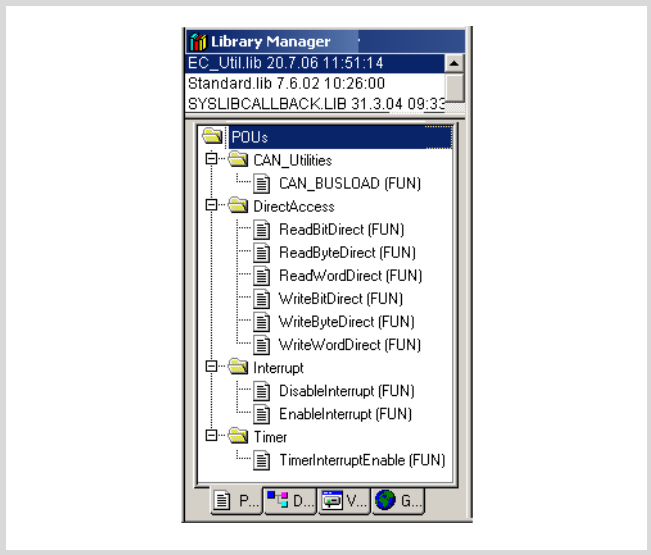 Library Manager
EC_Util.lib 20.7.06 11:51:14
Standard.lib 7.6.02 10:26:00
SYSLIBCALLBACK.LIB 31.3.04 09:33
POUs
CAN_Utilities
CAN_BUSLOAD (FUN)
DirectAccess
ReadBitDirect (FUN)
ReadByteDirect (FUN)
ReadWordDirect (FUN)
WriteBitDirect (FUN)
WriteByteDirect (FUN)
WriteWordDirect (FUN)
Interrupt
DisableInterrupt (FUN)
EnableInterrupt (FUN)
Timer
TimerInterruptEnable (FUN)
P... D... V... G...